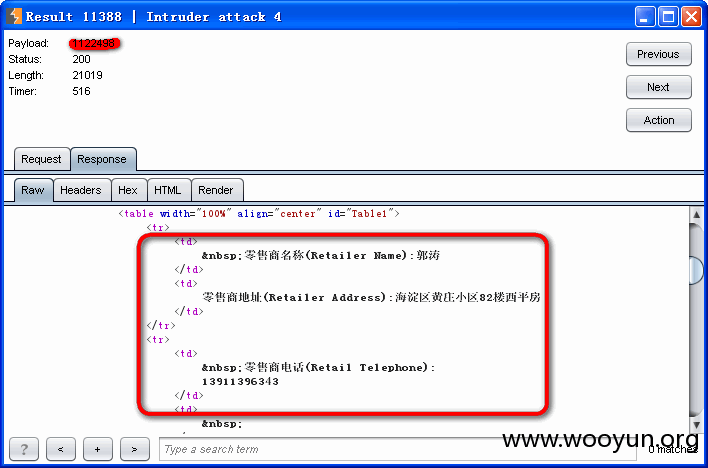 Result 11388 | Intruder attack 4
Payload: 1122498
Status: 200
Length: 21019
Timer: 516
Previous
Next
Action
Request Response
Raw Headers Hex HTML Render
<table width="100%" align="center" id="Table1">
<tr>
<td>
&nbsp;零售商名称(Retailer Name):郭涛
</td>
<td>
零售商地址(Retailer Address):海淀区黄庄小区82楼西平房
</td>
</tr>
<tr>
<td>
&nbsp;零售商电话(Retail Telephone):
13911396343
</td>
<td>
&nbsp;
? < + > Type a search term 0 matches
www.wooyun.org